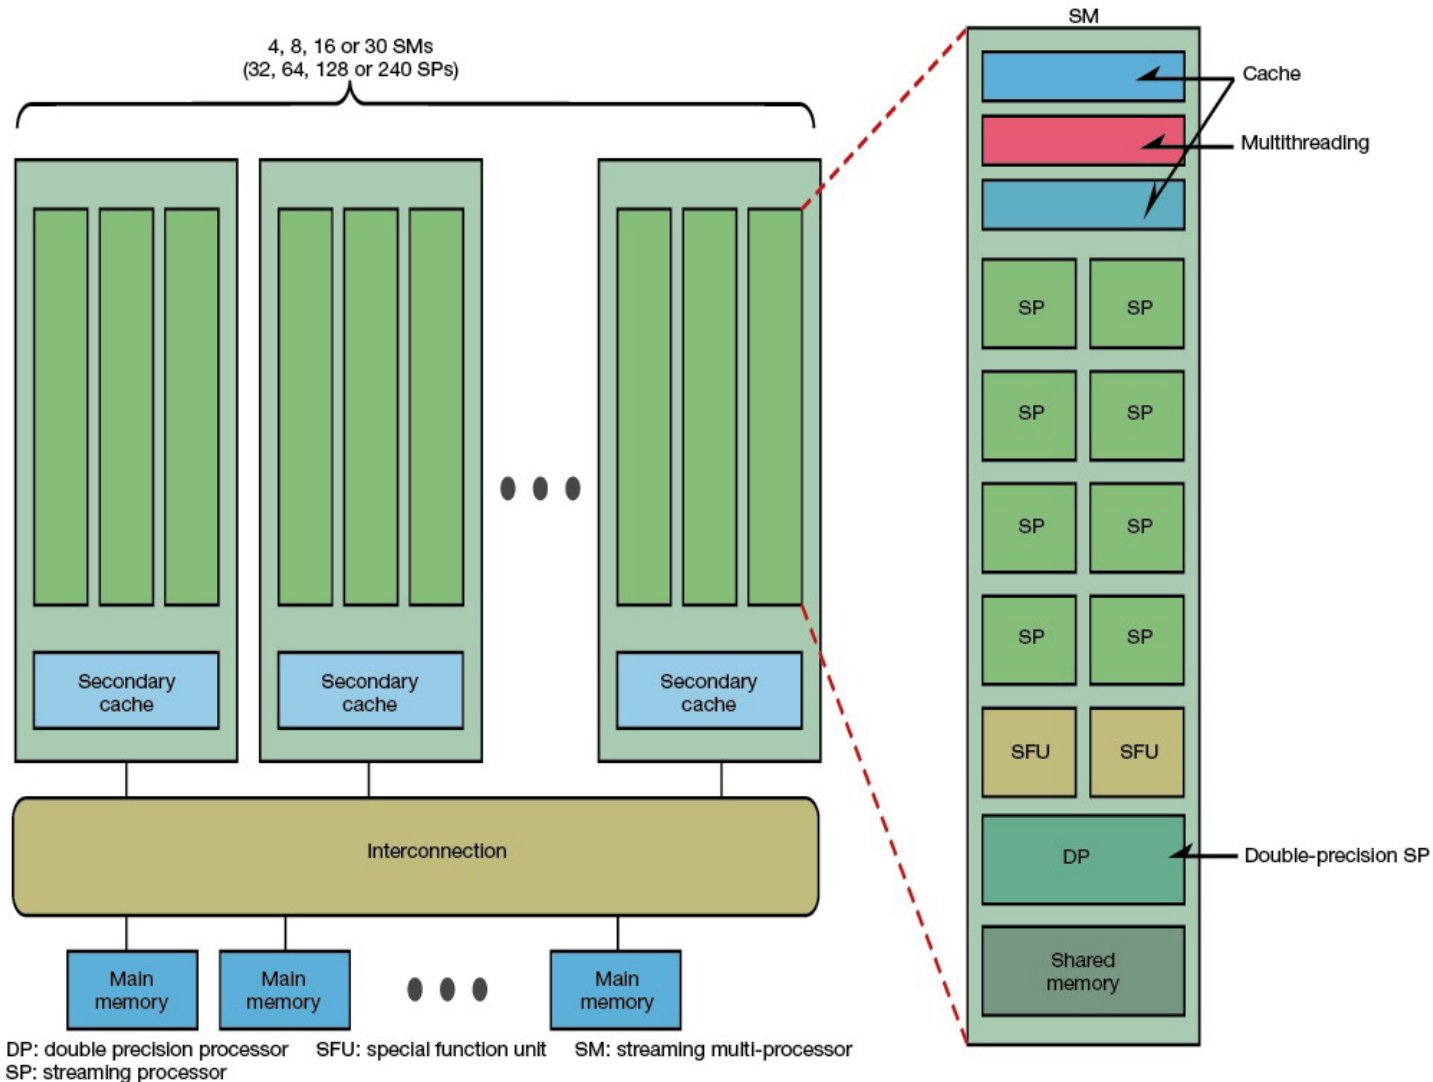 4, 8, 16 or 30 SMs
(32, 64, 128 or 240 SPs)
Secondary
cache
Secondary
cache
Secondary
cache
Interconnection
Main
memory
Main
memory
Main
memory
SM
Cache
Multithreading
SP
SP
SP
SP
SP
SP
SP
SP
SFU
SFU
DP
Double-precision SP
Shared
memory
DP: double precision processor SFU: special function unit SM: streaming multi-processor
SP: streaming processor